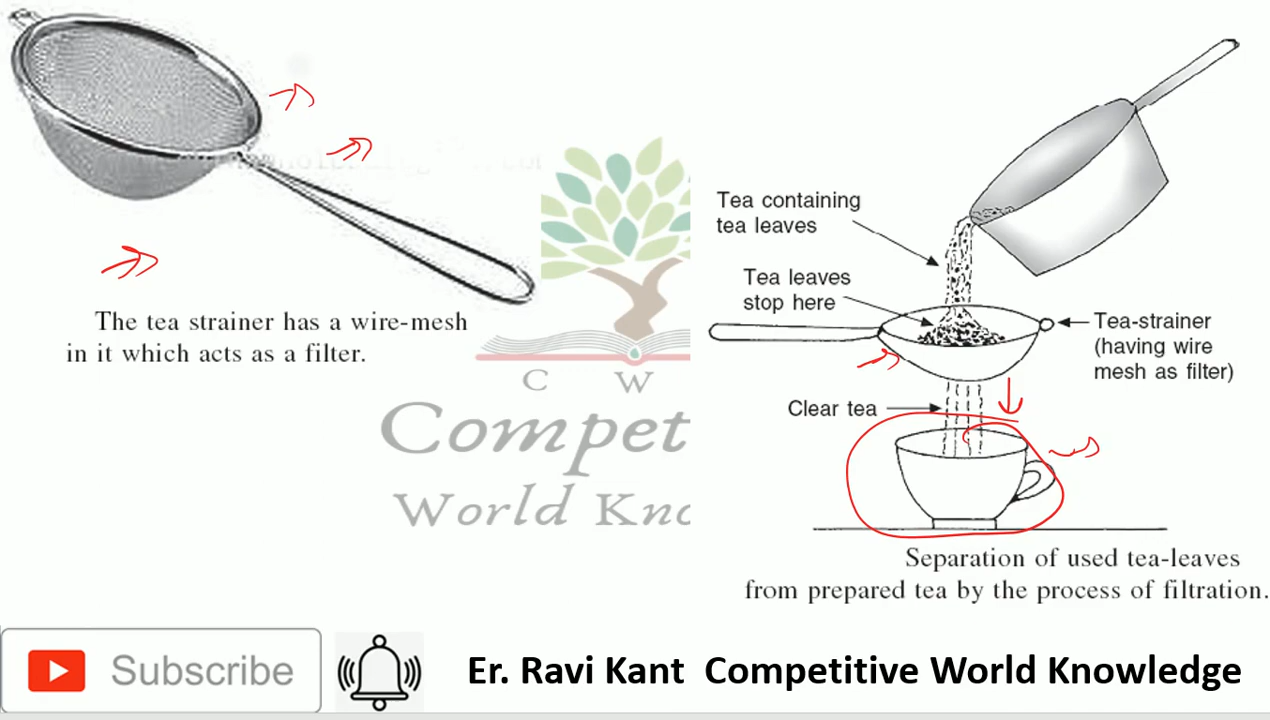 The tea strainer has a wire-mesh
in it which acts as a filter.
Tea containing
tea leaves
Tea leaves
stop here
Tea-strainer
(having wire
mesh as filter)
Clear tea
Separation of used tea-leaves
from prepared tea by the process of filtration.
C W
Compet
World Kno
Subscribe
Er. Ravi Kant Competitive World Knowledge